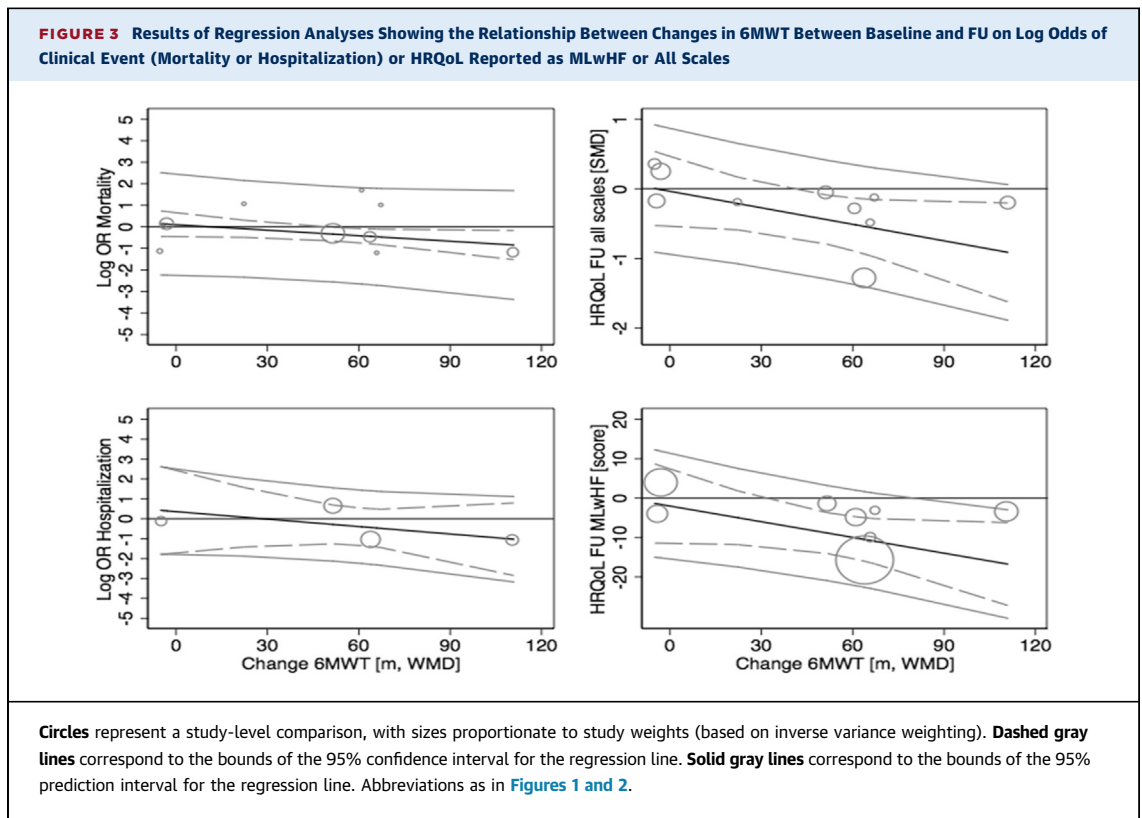 FIGURE 3 Results of Regression Analyses Showing the Relationship Between Changes in 6MWT Between Baseline and FU on Log Odds of
Clinical Event (Mortality or Hospitalization) or HRQoL Reported as MLwHF or All Scales
Log OR Mortality
5
4
3
2
1
0
-1
-2
-3
-4
-5
0 30 60 90 120
HRQoL FU all scales [SMD]
1
0
-1
-2
0 30 60 90 120
Log OR Hospitalization
5
4
3
2
1
0
-1
-2
-3
-4
-5
0 30 60 90 120
Change 6MWT [m, WMD]
HRQoL FU MLwHF [score]
20
10
0
-10
-20
0 30 60 90 120
Change 6MWT [m, WMD]
Circles represent a study-level comparison, with sizes proportionate to study weights (based on inverse variance weighting). Dashed gray
lines correspond to the bounds of the 95% confidence interval for the regression line. Solid gray lines correspond to the bounds of the 95%
prediction interval for the regression line. Abbreviations as in Figures 1 and 2.